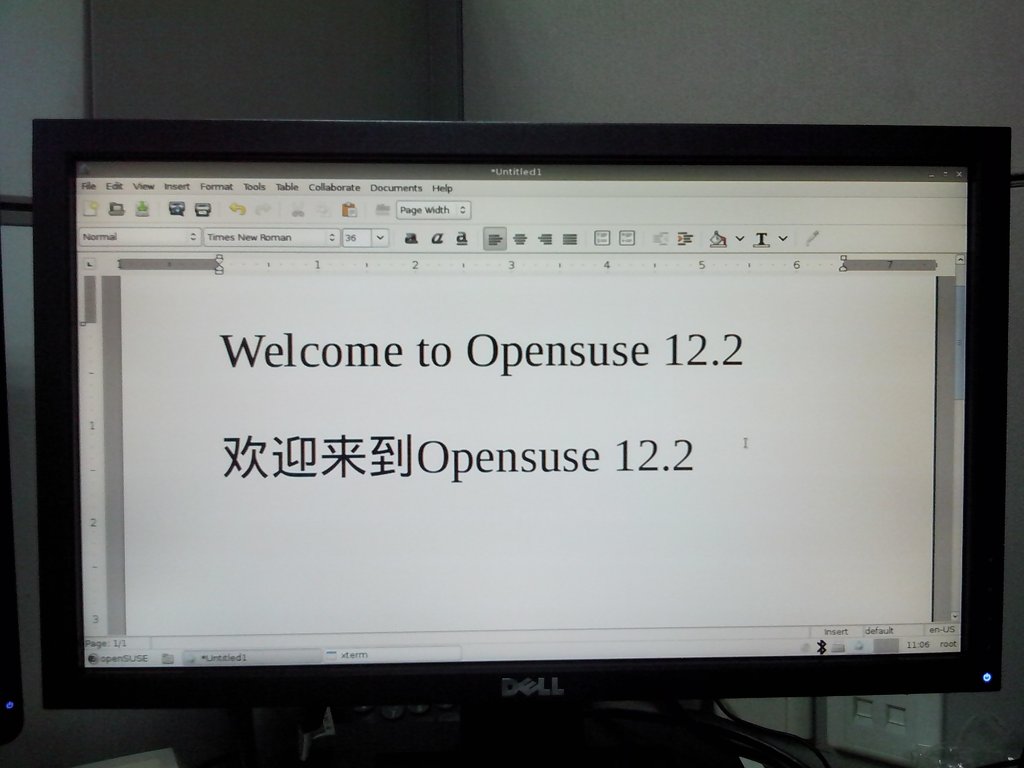 *Untitled1
File Edit View Insert Format Tools Table Collaborate Documents Help
Page Width
Normal Times New Roman 36
1 1 2 3 4 5 6 7
Welcome to Opensuse 12.2
1
欢迎来到Opensuse 12.2
2
3
Insert default en-US
Page: 1/1
openSUSE *Untitled1 xterm 11:06 root
DELL